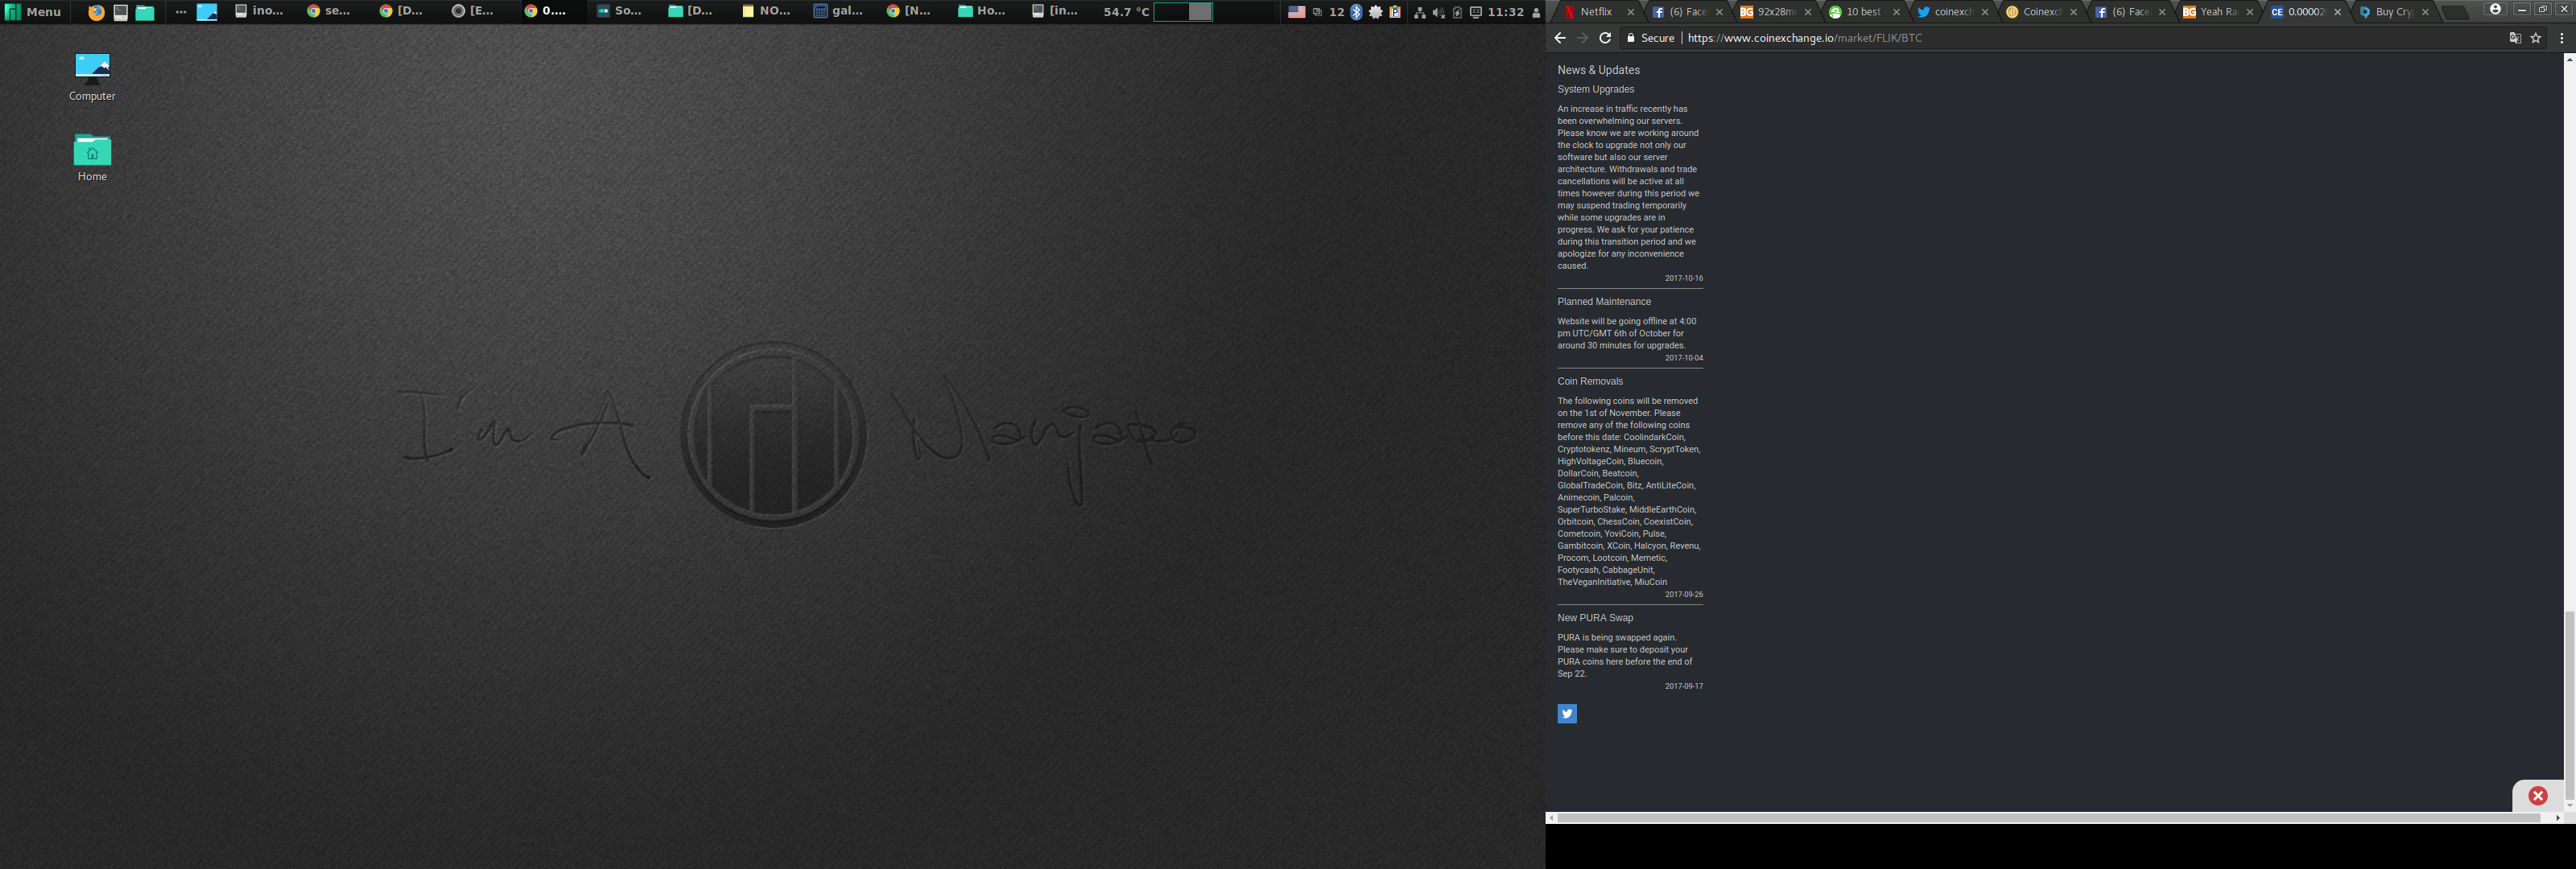 Menu
ino...
se...
[D...
[E...
0....
So...
[D...
NO...
gal...
[N...
Ho...
[in...
54.7 °C
12
11:32
Computer
Home
I'm A Manjaro
Netflix
(6) Face
92x28m
10 best
coinexch
Coinexc
(6) Face
Yeah Ra
0.00002
Buy Cry
Secure
https://www.coinexchange.io/market/FLIK/BTC
News & Updates
System Upgrades
An increase in traffic recently has
been overwhelming our servers.
Please know we are working around
the clock to upgrade not only our
software but also our server
architecture. Withdrawals and trade
cancellations will be active at all
times however during this period we
may suspend trading temporarily
while some upgrades are in
progress. We ask for your patience
during this transition period and we
apologize for any inconvenience
caused.
2017-10-16
Planned Maintenance
Website will be going offline at 4:00
pm UTC/GMT 6th of October for
around 30 minutes for upgrades.
2017-10-04
Coin Removals
The following coins will be removed
on the 1st of November. Please
remove any of the following coins
before this date: CoolindarkCoin,
Cryptotokenz, Mineum, ScryptToken,
HighVoltageCoin, Bluecoin,
DollarCoin, Beatcoin,
GlobalTradeCoin, Bitz, AntiLiteCoin,
Animecoin, Palcoin,
SuperTurboStake, MiddleEarthCoin,
Orbitcoin, ChessCoin, CoexistCoin,
Cometcoin, YoviCoin, Pulse,
Gambitcoin, XCoin, Halcyon, Revenu,
Procom, Lootcoin, Memetic,
Footycash, CabbageUnit,
TheVeganInitiative, MiuCoin
2017-09-26
New PURA Swap
PURA is being swapped again.
Please make sure to deposit your
PURA coins here before the end of
Sep 22.
2017-09-17